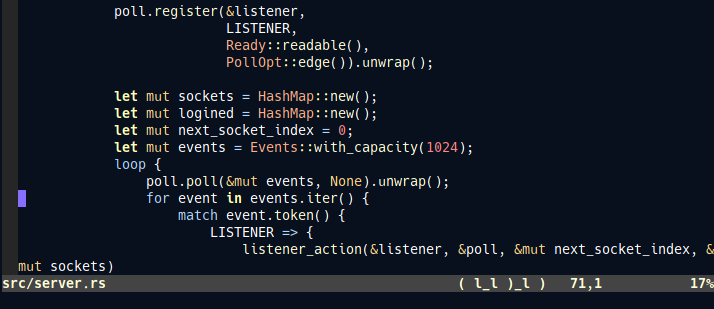 poll.register(&listener,
LISTENER,
Ready::readable(),
PollOpt::edge()).unwrap();
let mut sockets = HashMap::new();
let mut logined = HashMap::new();
let mut next_socket_index = 0;
let mut events = Events::with_capacity(1024);
loop {
poll.poll(&mut events, None).unwrap();
for event in events.iter() {
match event.token() {
LISTENER => {
listener_action(&listener, &poll, &mut next_socket_index, &
mut sockets)
src/server.rs ( l_l )_l ) 71,1 17%